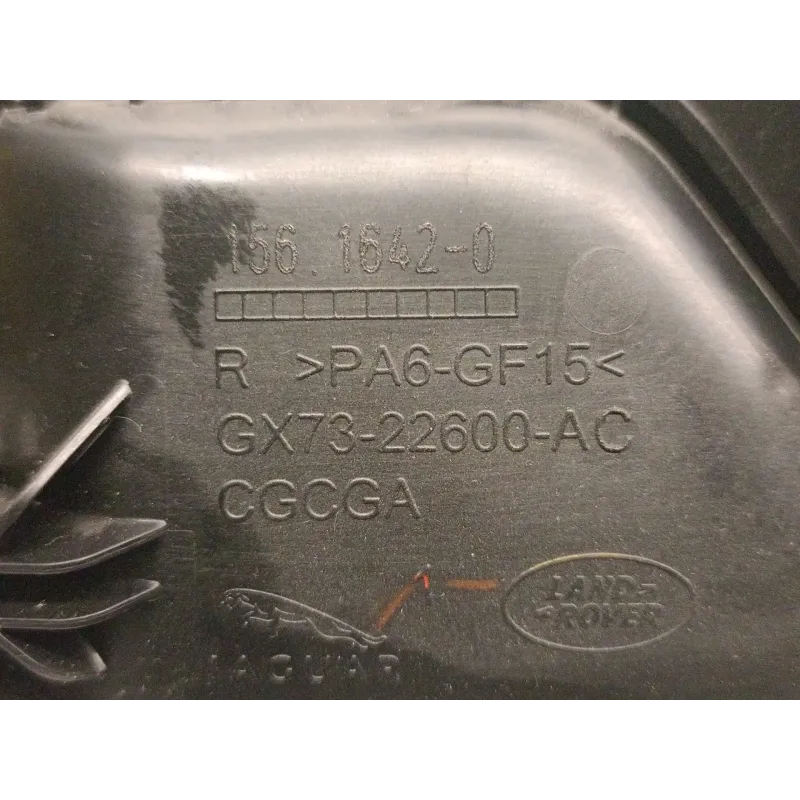 156.1642-0
R >PA6-GF15<
GX73-22600-AC
CGCGA
LAND-
-ROVER
JAGUAR